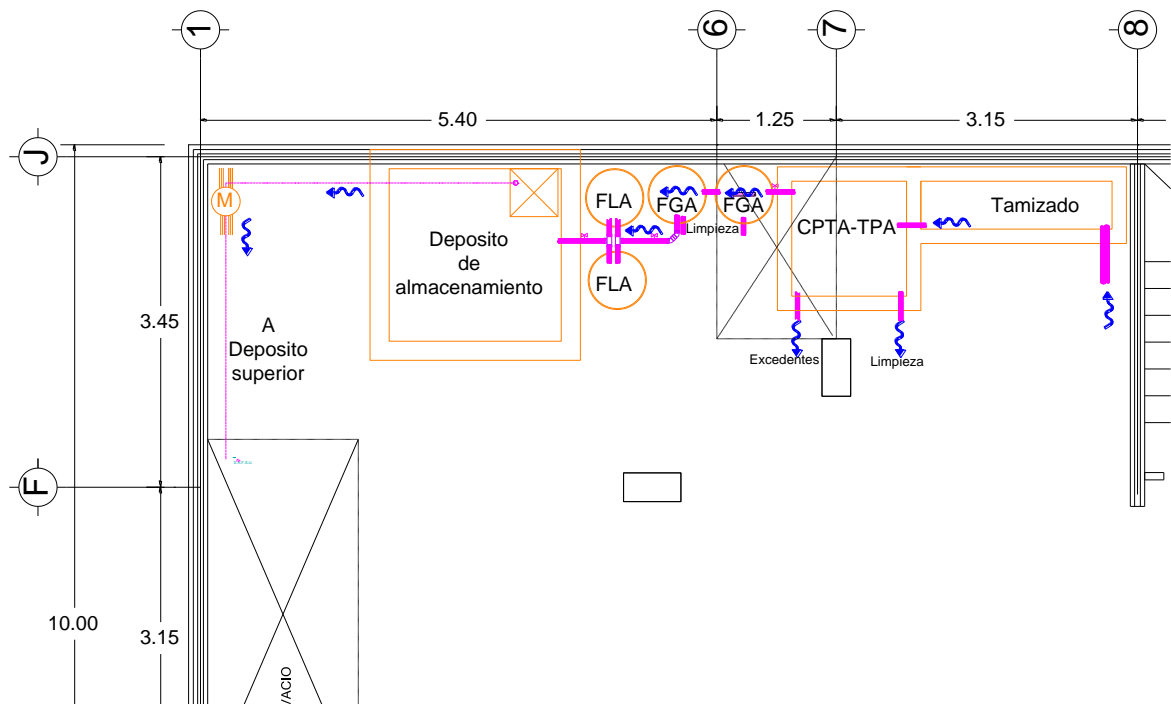 1
6
7
8
5.40
1.25
3.15
J
M
FLA
FGA
FGA
Limpieza
CPTA-TPA
Tamizado
Deposito
de
almacenamiento
FLA
3.45
A
Deposito
superior
Excedentes
Limpieza
F
10.00
3.15
VACIO